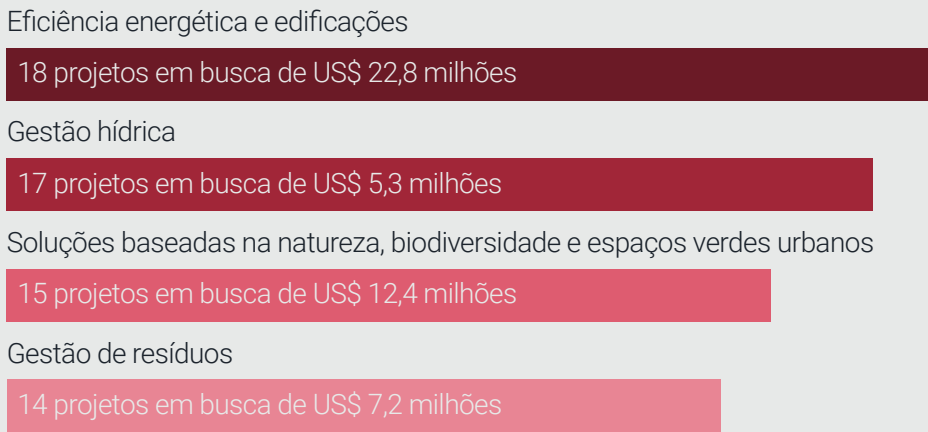 Eficiência energética e edificações
18 projetos em busca de US$ 22,8 milhões
Gestão hídrica
17 projetos em busca de US$ 5,3 milhões
Soluções baseadas na natureza, biodiversidade e espaços verdes urbanos
15 projetos em busca de US$ 12,4 milhões
Gestão de resíduos
14 projetos em busca de US$ 7,2 milhões